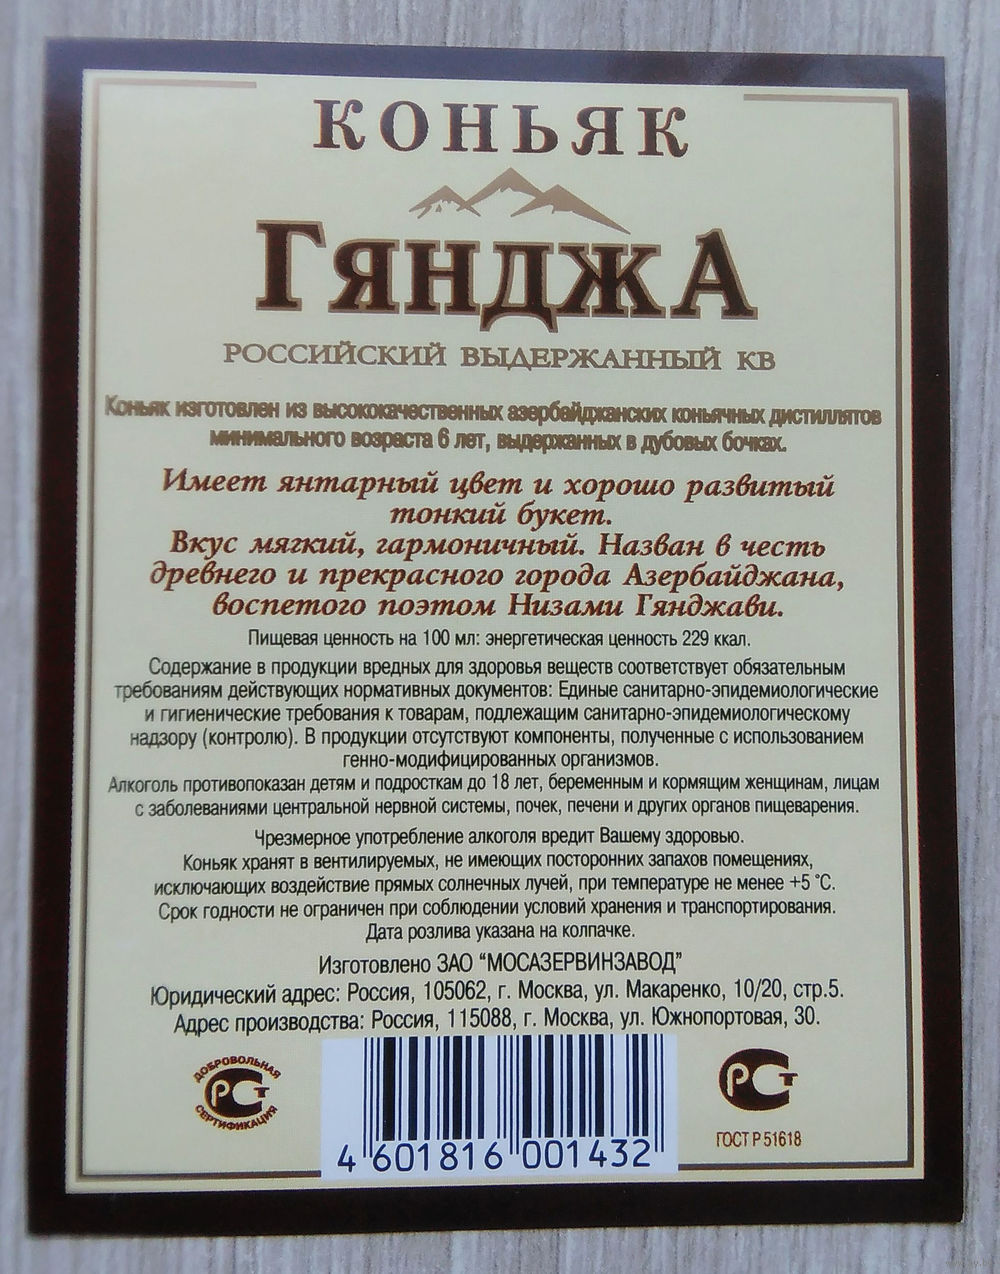 КОНЬЯК
ГЯНДЖА
РОССИЙСКИЙ ВЫДЕРЖАННЫЙ КВ
Коньяк изготовлен из высококачественных азербайджанских коньячных дистиллятов
минимального возраста 6 лет, выдержанных в дубовых бочках.
Имеет янтарный цвет и хорошо развитый
тонкий букет.
Вкус мягкий, гармоничный. Назван в честь
древнего и прекрасного города Азербайджана,
воспетого поэтом Низами Гянджави.
Пищевая ценность на 100 мл: энергетическая ценность 229 ккал.
Содержание в продукции вредных для здоровья веществ соответствует обязательным
требованиям действующих нормативных документов: Единые санитарно-эпидемиологические
и гигиенические требования к товарам, подлежащим санитарно-эпидемиологическому
надзору (контролю). В продукции отсутствуют компоненты, полученные с использованием
генно-модифицированных организмов.
Алкоголь противопоказан детям и подросткам до 18 лет, беременным и кормящим женщинам, лицам
с заболеваниями центральной нервной системы, почек, печени и других органов пищеварения.
Чрезмерное употребление алкоголя вредит Вашему здоровью.
Коньяк хранят в вентилируемых, не имеющих посторонних запахов помещениях,
исключающих воздействие прямых солнечных лучей, при температуре не менее +5 °С.
Срок годности не ограничен при соблюдении условий хранения и транспортирования.
Дата розлива указана на колпачке.
Изготовлено ЗАО “МОСАЗЕРВИНЗАВОД”
Юридический адрес: Россия, 105062, г. Москва, ул. Макаренко, 10/20, стр.5.
Адрес производства: Россия, 115088, г. Москва, ул. Южнопортовая, 30.
ДОБРОВОЛЬНАЯ
РСТ
СЕРТИФИКАЦИЯ
4 601816 001432
РСТ
ГОСТ Р 51618